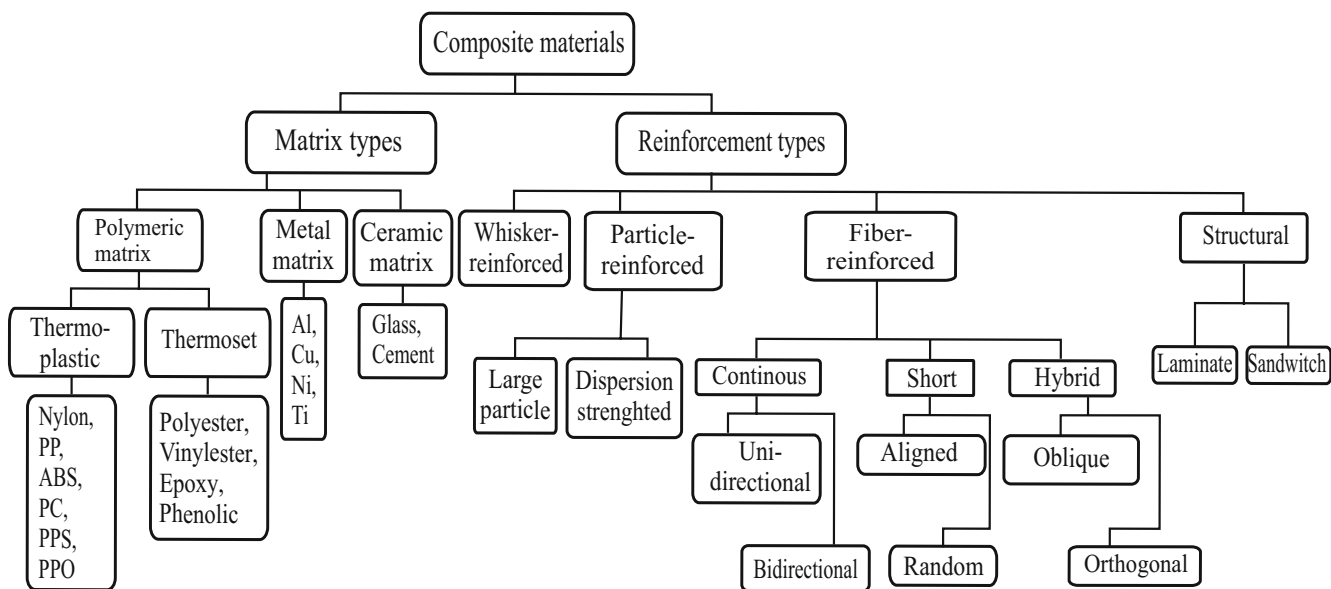 Composite materials
Matrix types
Reinforcement types
Polymeric
matrix
Metal
matrix
Ceramic
matrix
Whisker-
reinforced
Particle-
reinforced
Fiber-
reinforced
Structural
Thermo-
plastic
Thermoset
Al,
Cu,
Ni,
Ti
Glass,
Cement
Large
particle
Dispersion
strenghted
Continous
Short
Hybrid
Laminate
Sandwitch
Nylon,
PP,
ABS,
PC,
PPS,
PPO
Polyester,
Vinylester,
Epoxy,
Phenolic
Uni-
directional
Aligned
Oblique
Bidirectional
Random
Orthogonal